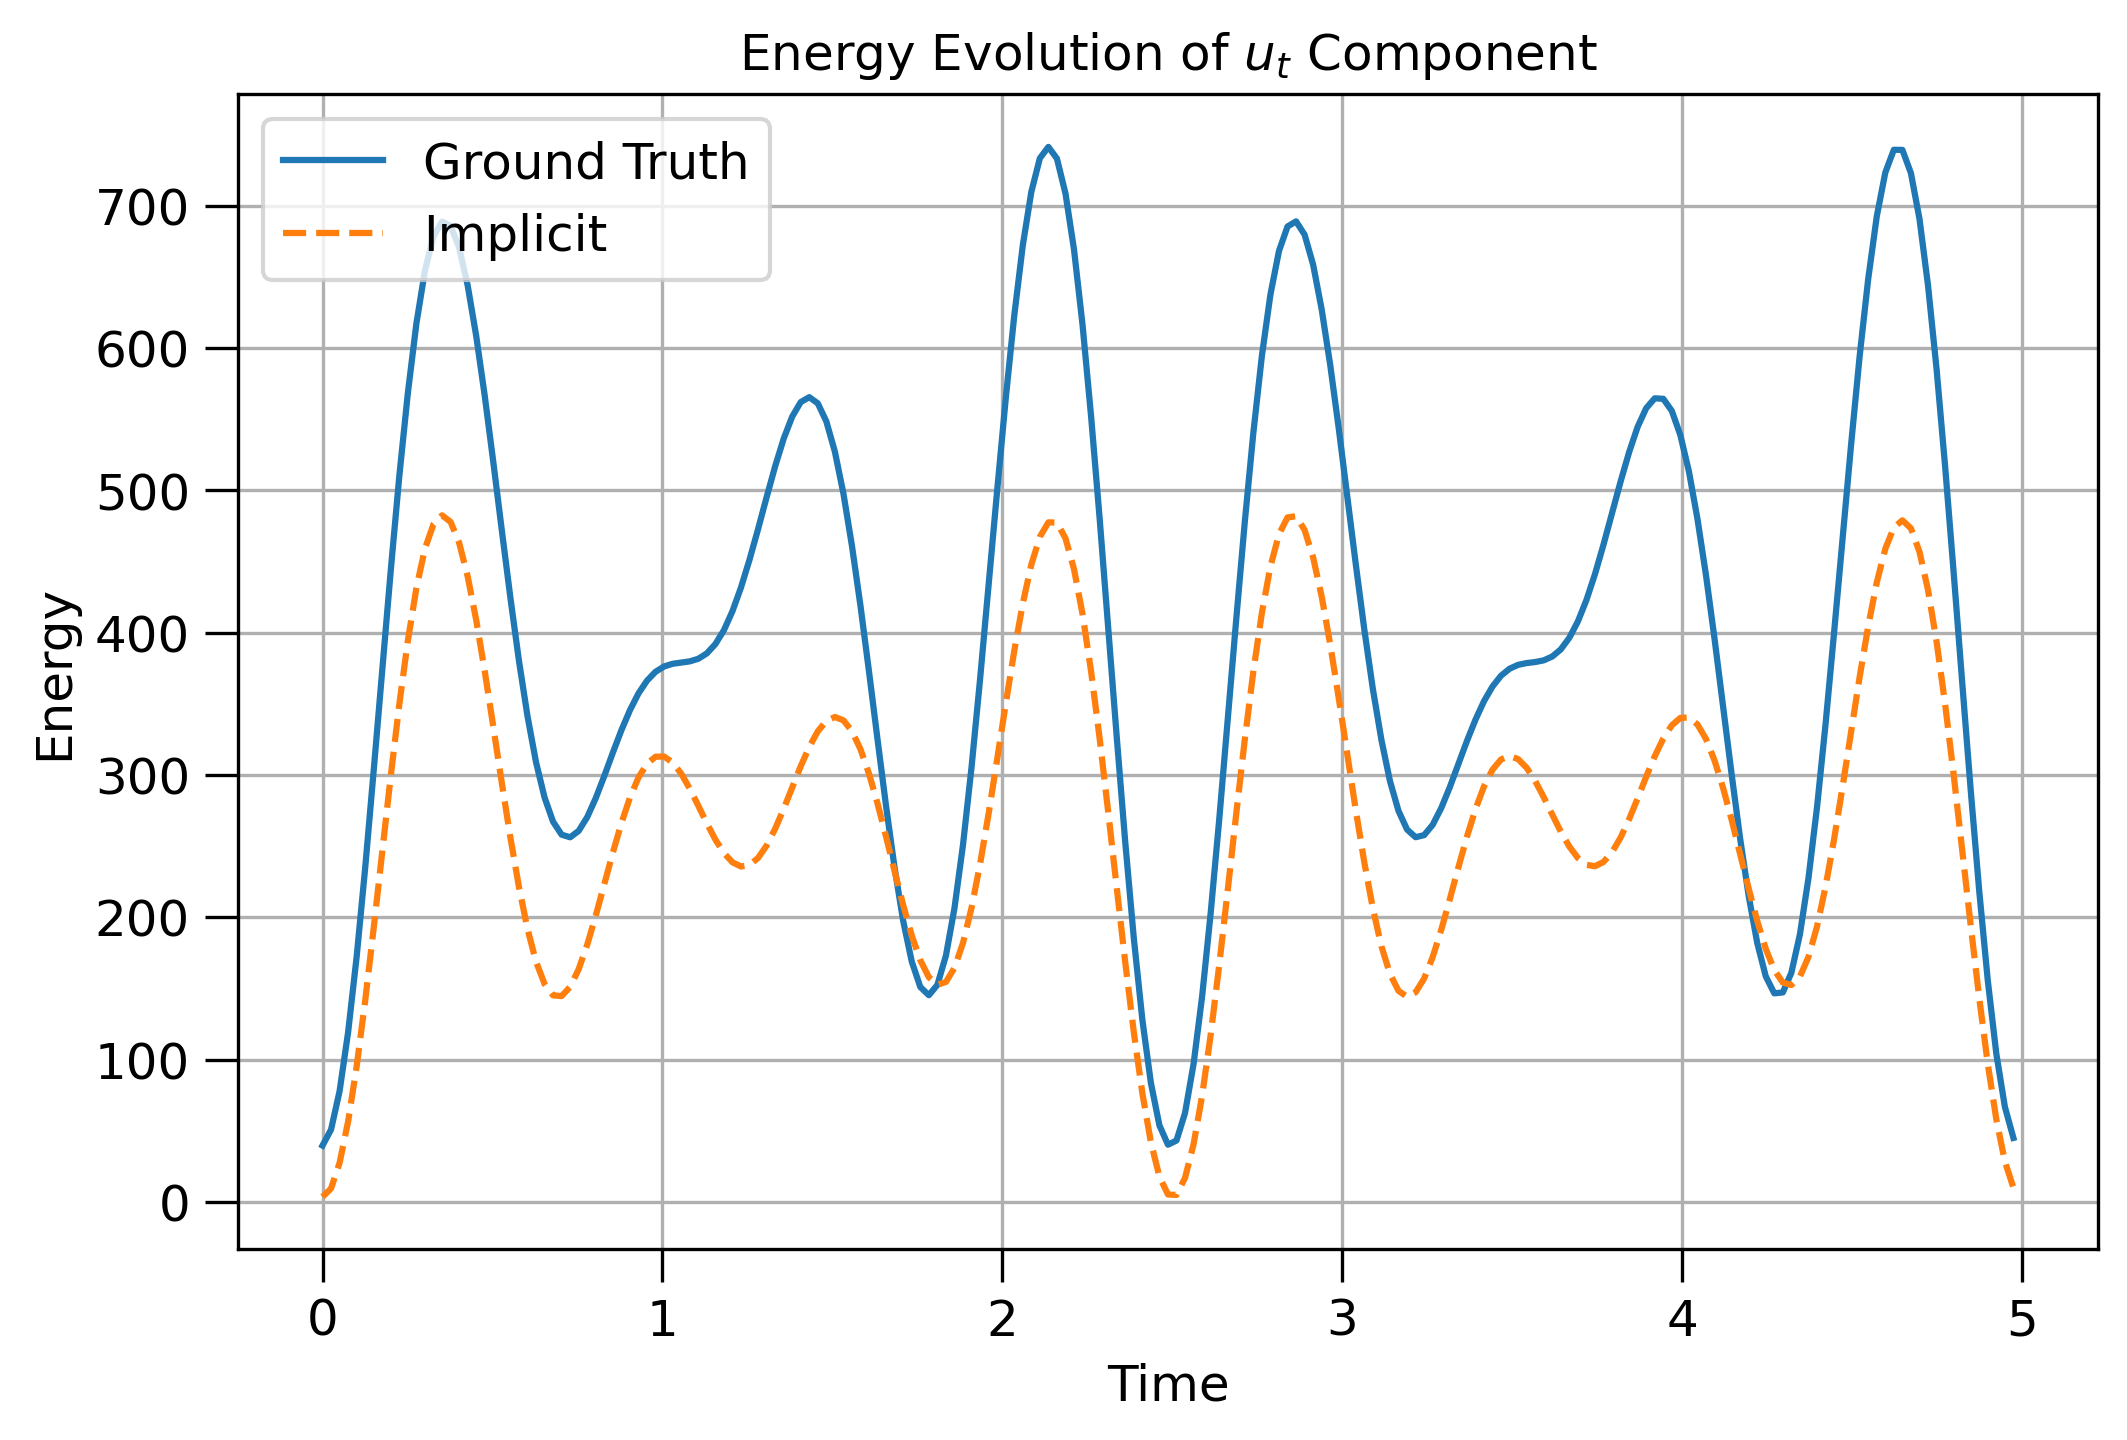 Energy Evolution of u_t Component
Ground Truth
Implicit
700
600
500
400
300
200
100
0
Energy
0 1 2 3 4 5
Time